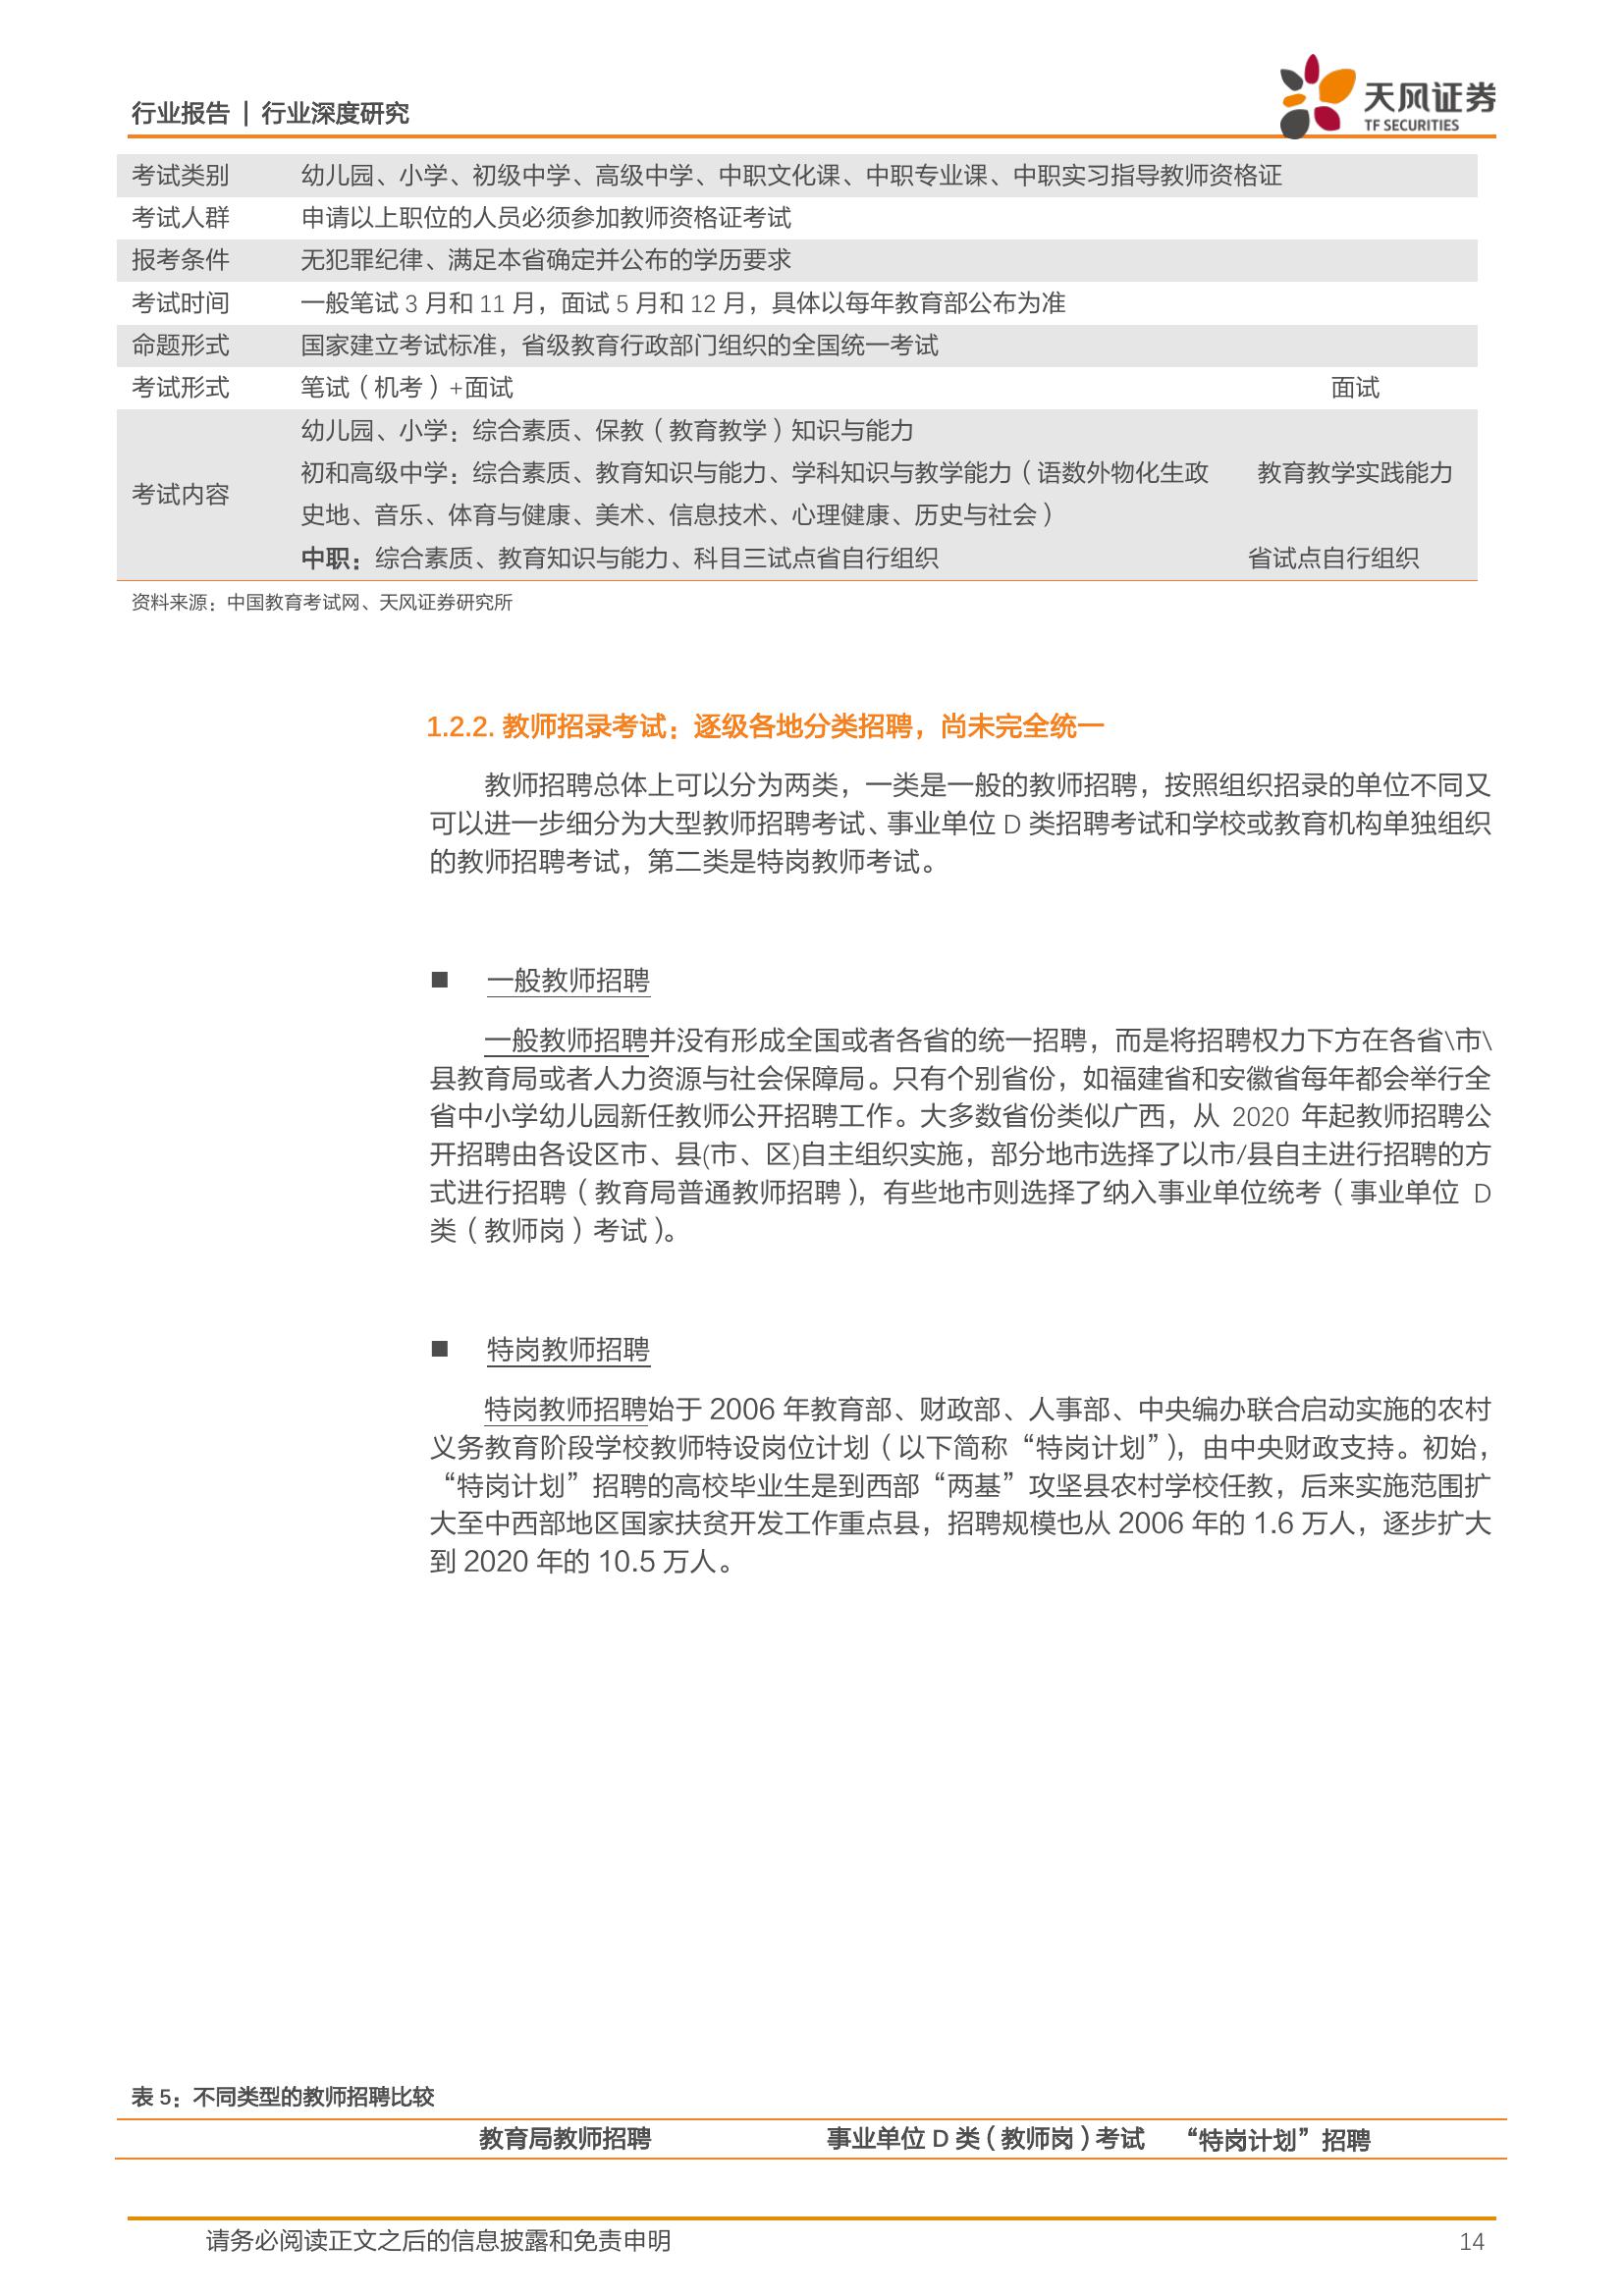 行业报告 | 行业深度研究
天风证券
TF SECURITIES
考试类别 幼儿园、小学、初级中学、高级中学、中职文化课、中职专业课、中职实习指导教师资格证
考试人群 申请以上职位的人员必须参加教师资格证考试
报考条件 无犯罪纪律、满足本省确定并公布的学历要求
考试时间 一般笔试 3 月和 11 月，面试 5 月和 12 月，具体以每年教育部公布为准
命题形式 国家建立考试标准，省级教育行政部门组织的全国统一考试
考试形式 笔试（机考）+面试 面试
考试内容
幼儿园、小学：综合素质、保教（教育教学）知识与能力
初和高级中学：综合素质、教育知识与能力、学科知识与教学能力（语数外物化生政 教育教学实践能力
史地、音乐、体育与健康、美术、信息技术、心理健康、历史与社会）
中职：综合素质、教育知识与能力、科目三试点省自行组织 省试点自行组织
资料来源：中国教育考试网、天风证券研究所
1.2.2. 教师招录考试：逐级各地分类招聘，尚未完全统一
教师招聘总体上可以分为两类，一类是一般的教师招聘，按照组织招录的单位不同又
可以进一步细分为大型教师招聘考试、事业单位 D 类招聘考试和学校或教育机构单独组织
的教师招聘考试，第二类是特岗教师考试。
■ 一般教师招聘
一般教师招聘并没有形成全国或者各省的统一招聘，而是将招聘权力下方在各省\市\
县教育局或者人力资源与社会保障局。只有个别省份，如福建省和安徽省每年都会举行全
省中小学幼儿园新任教师公开招聘工作。大多数省份类似广西，从 2020 年起教师招聘公
开招聘由各设区市、县(市、区)自主组织实施，部分地市选择了以市/县自主进行招聘的方
式进行招聘（教育局普通教师招聘），有些地市则选择了纳入事业单位统考（事业单位 D
类（教师岗）考试）。
■ 特岗教师招聘
特岗教师招聘始于 2006 年教育部、财政部、人事部、中央编办联合启动实施的农村
义务教育阶段学校教师特设岗位计划（以下简称“特岗计划”），由中央财政支持。初始，
“特岗计划”招聘的高校毕业生是到西部“两基”攻坚县农村学校任教，后来实施范围扩
大至中西部地区国家扶贫开发工作重点县，招聘规模也从 2006 年的 1.6 万人，逐步扩大
到 2020 年的 10.5 万人。
表 5：不同类型的教师招聘比较
教育局教师招聘 事业单位 D 类（教师岗）考试 “特岗计划”招聘
请务必阅读正文之后的信息披露和免责申明 14